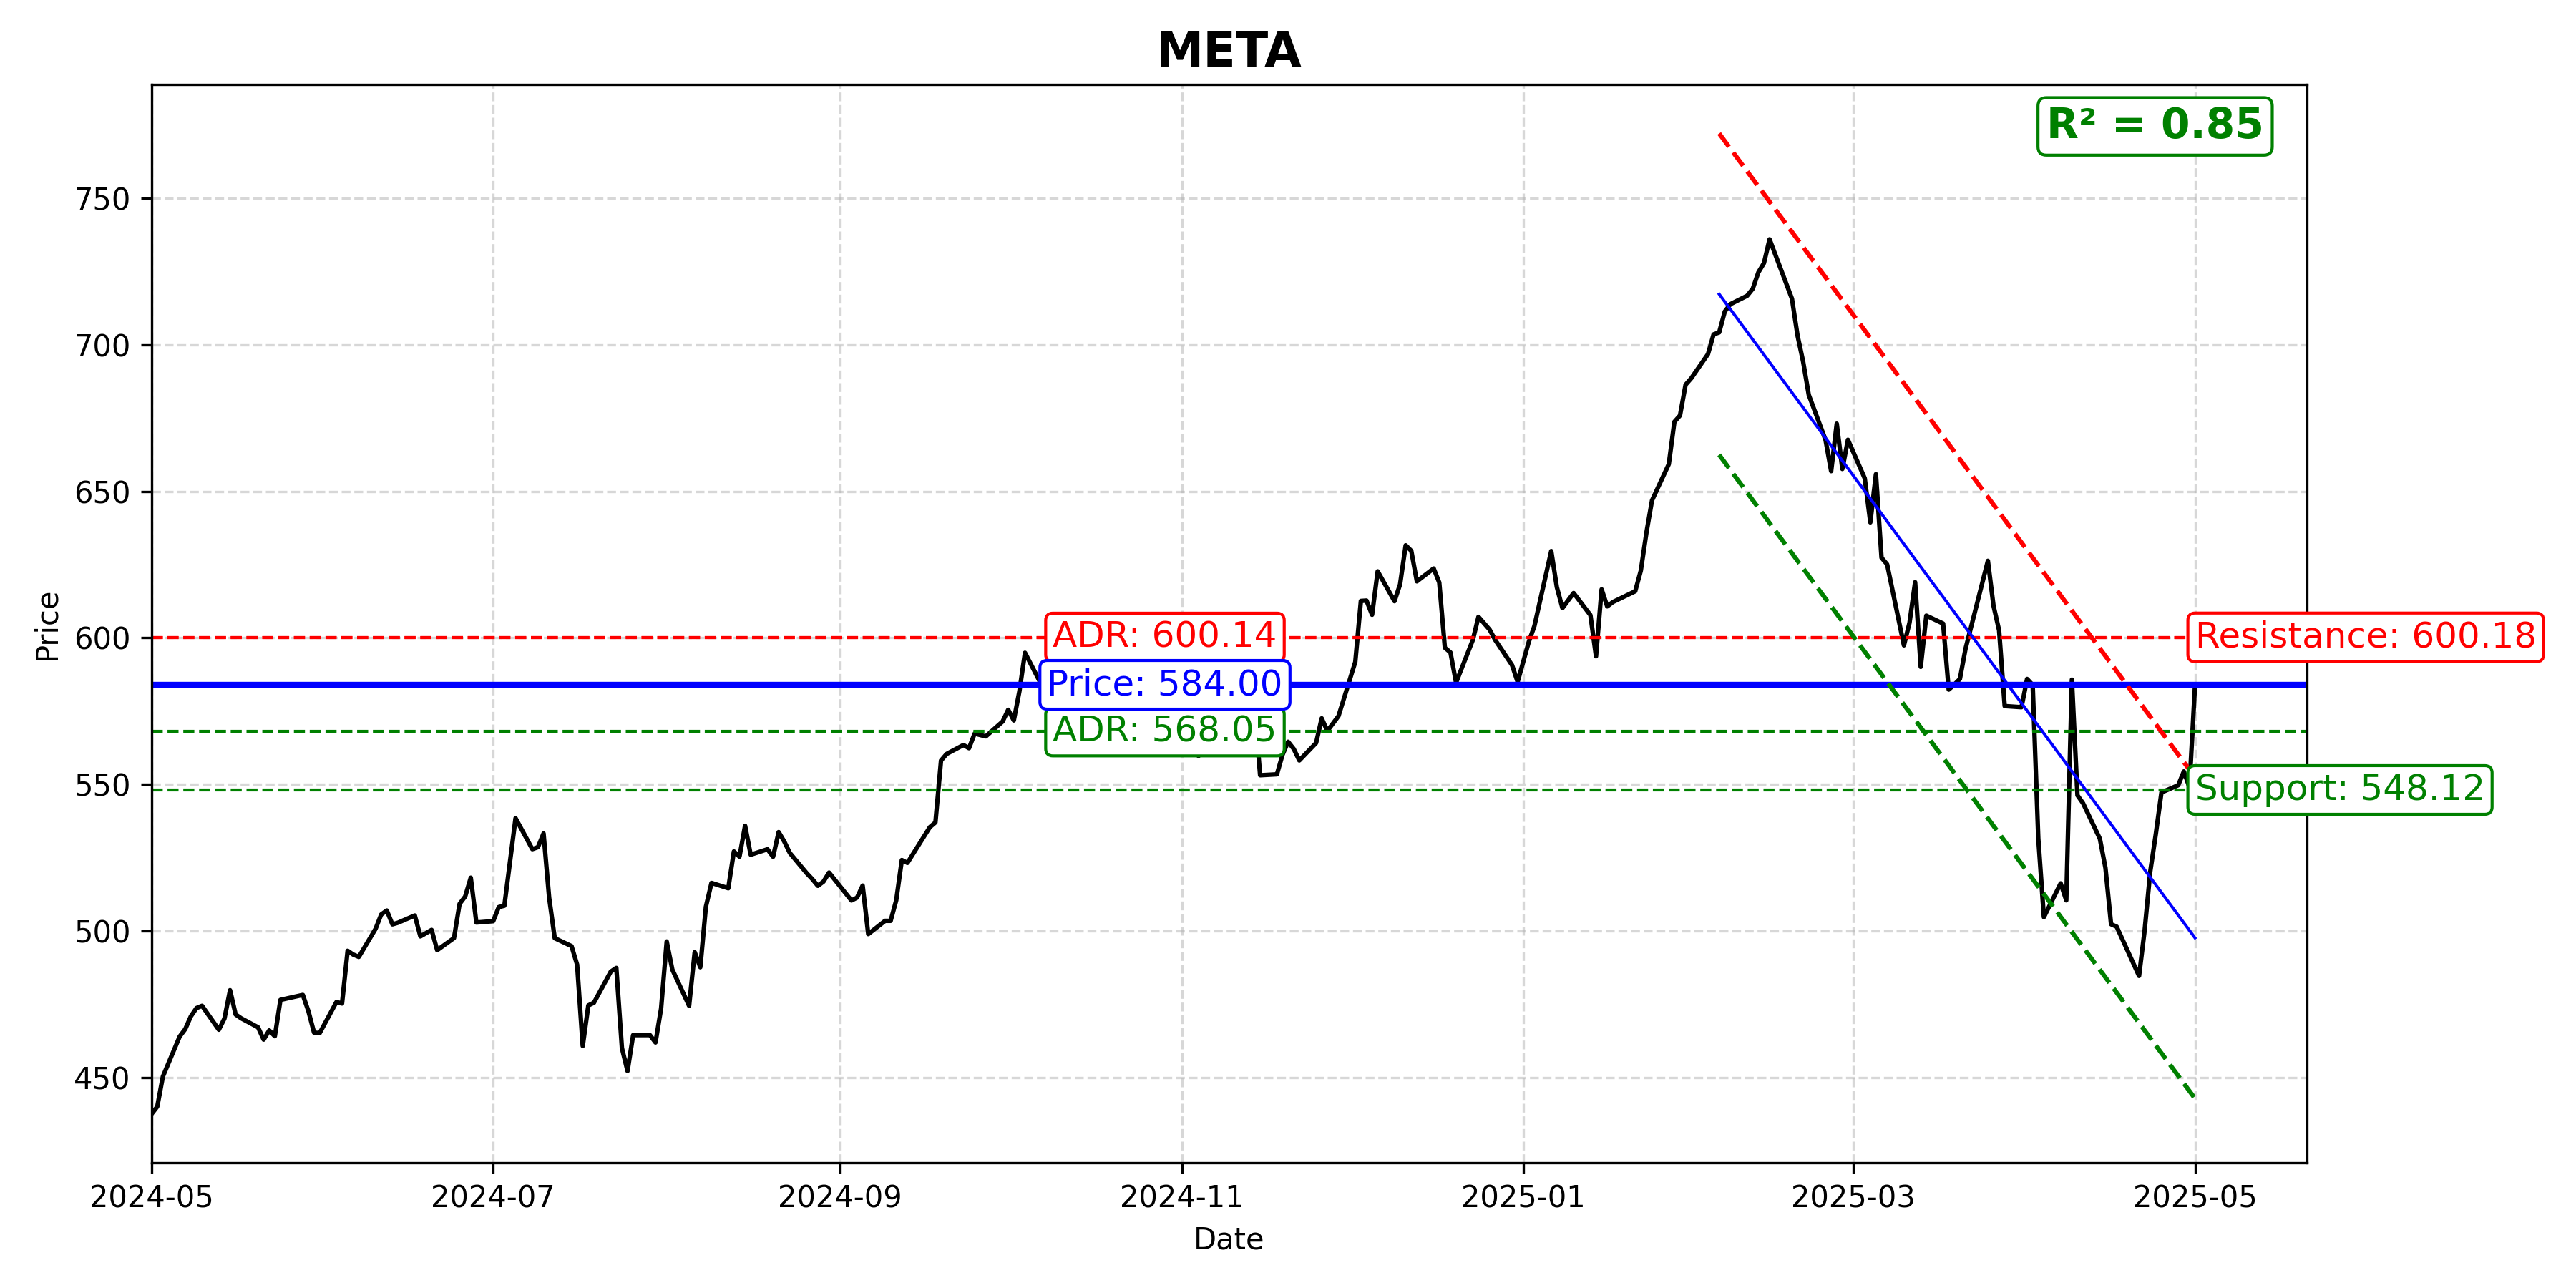 META
R² = 0.85
Price
750
700
650
600
550
500
450
ADR: 600.14
Price: 584.00
ADR: 568.05
Resistance: 600.18
Support: 548.12
2024-05
2024-07
2024-09
2024-11
2025-01
2025-03
2025-05
Date